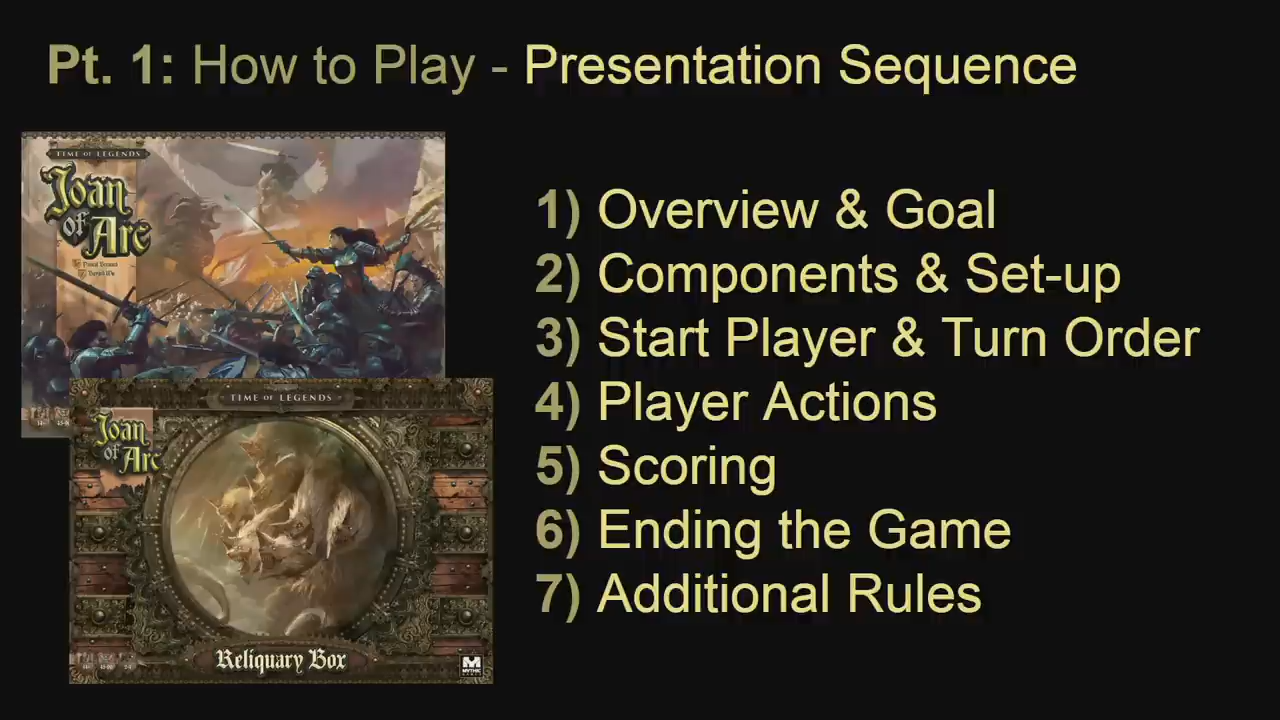 Pt. 1: How to Play - Presentation Sequence
TIME OF LEGENDS
Joan
of Arc
1) Overview & Goal
2) Components & Set-up
3) Start Player & Turn Order
4) Player Actions
5) Scoring
6) Ending the Game
7) Additional Rules
TIME OF LEGENDS
Joan
of Arc
Reliquary Box
MYTHIC
GAMES